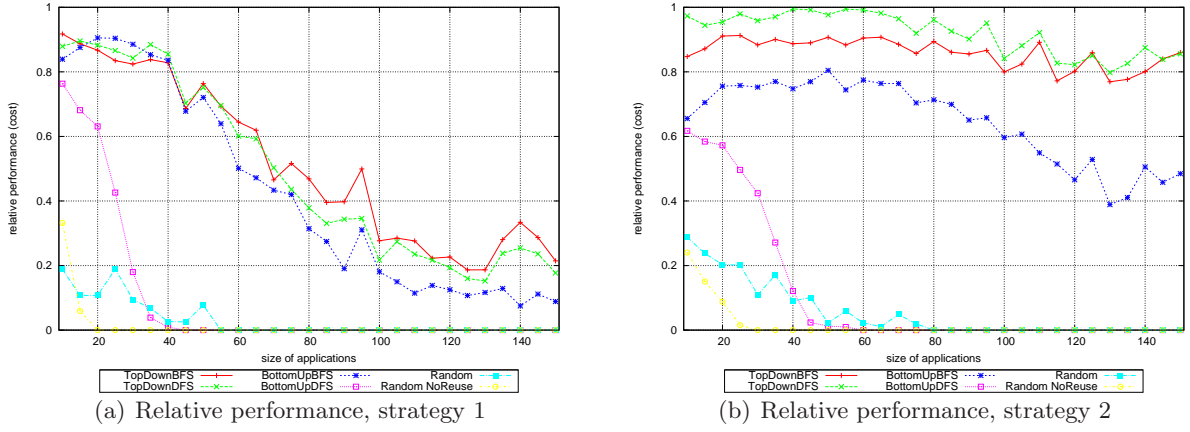 1
0.8
0.6
0.4
0.2
0
relative performance (cost)
20 40 60 80 100 120 140
size of applications
TopDownBFS BottomUpBFS Random
TopDownDFS BottomUpDFS Random NoReuse
(a) Relative performance, strategy 1
1
0.8
0.6
0.4
0.2
0
relative performance (cost)
20 40 60 80 100 120 140
size of applications
TopDownBFS BottomUpBFS Random
TopDownDFS BottomUpDFS Random NoReuse
(b) Relative performance, strategy 2